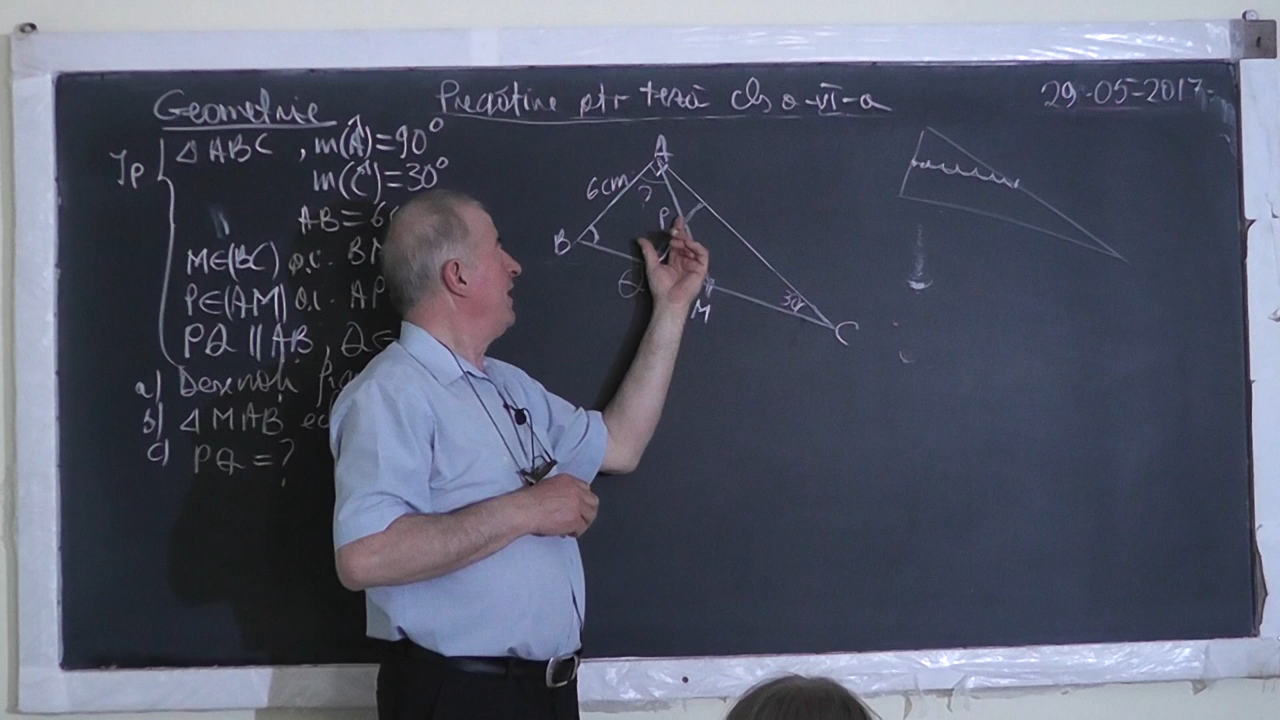 Geometrie
Pregătire ptr teză cls a-VI-a
29-05-2017
Ip
△ABC, m(Â)=90°
m(Ĉ)=30°
AB=6
M∈(BC) a.î. BM
P∈(AM) a.î. AP
PQ || AB, Q∈
a) Desenați
b) △MAB ec
c) PQ=?
A
6cm
?
P
B
Q
M
30°
C